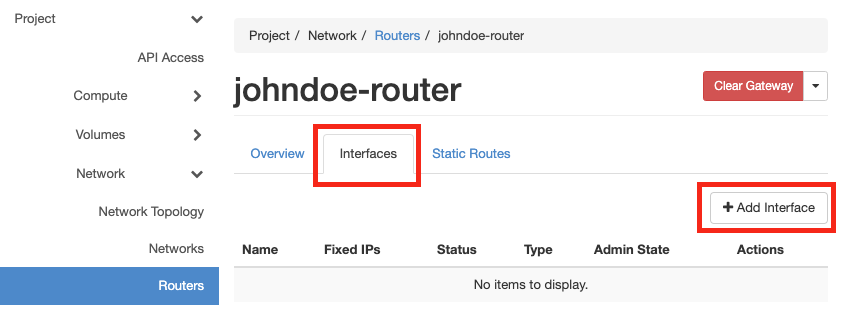 Project
API Access
Compute
Volumes
Network
Network Topology
Networks
Routers
Project / Network / Routers / johndoe-router
johndoe-router
Clear Gateway
Overview Interfaces Static Routes
+ Add Interface
Name Fixed IPs Status Type Admin State Actions
No items to display.